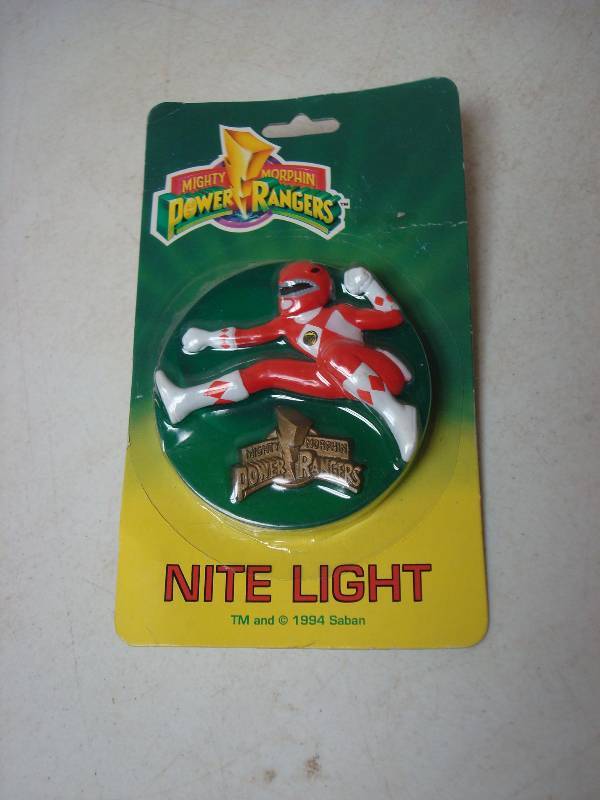 MIGHTY MORPHIN
POWER RANGERS™
MIGHTY MORPHIN
POWER RANGERS
NITE LIGHT
TM and © 1994 Saban